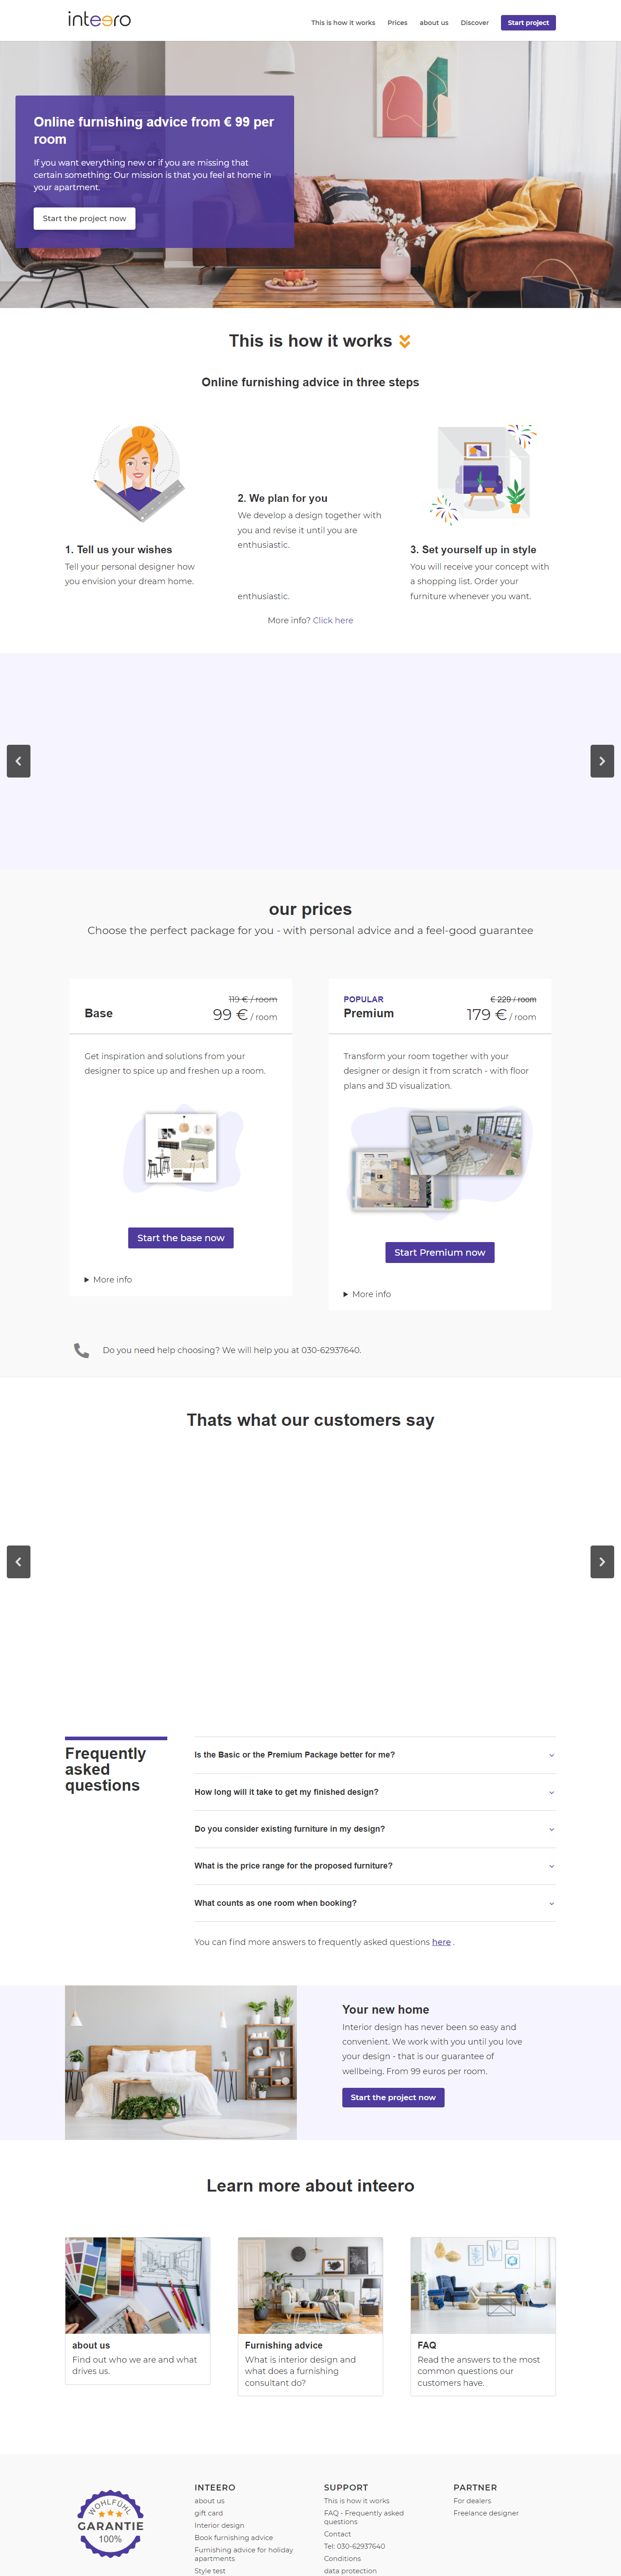 inteero
This is how it works
Prices
about us
Discover
Start project
Online furnishing advice from € 99 per
room
If you want everything new or if you are missing that
certain something: Our mission is that you feel at home in
your apartment.
Start the project now
This is how it works
Online furnishing advice in three steps
1. Tell us your wishes
Tell your personal designer how
you envision your dream home.
2. We plan for you
We develop a design together with
you and revise it until you are
enthusiastic.
enthusiastic.
3. Set yourself up in style
You will receive your concept with
a shopping list. Order your
furniture whenever you want.
More info? Click here
our prices
Choose the perfect package for you - with personal advice and a feel-good guarantee
119 € / room
Base
99 € / room
Get inspiration and solutions from your
designer to spice up and freshen up a room.
Start the base now
More info
POPULAR
€ 229 / room
Premium
179 € / room
Transform your room together with your
designer or design it from scratch - with floor
plans and 3D visualization.
Start Premium now
More info
Do you need help choosing? We will help you at 030-62937640.
Thats what our customers say
Frequently
asked
questions
Is the Basic or the Premium Package better for me?
How long will it take to get my finished design?
Do you consider existing furniture in my design?
What is the price range for the proposed furniture?
What counts as one room when booking?
You can find more answers to frequently asked questions here .
Your new home
Interior design has never been so easy and
convenient. We work with you until you love
your design - that is our guarantee of
wellbeing. From 99 euros per room.
Start the project now
Learn more about inteero
about us
Find out who we are and what
drives us.
Furnishing advice
What is interior design and
what does a furnishing
consultant do?
FAQ
Read the answers to the most
common questions our
customers have.
WOHLFÜHL
GARANTIE
100%
INTEERO
about us
gift card
Interior design
Book furnishing advice
Furnishing advice for holiday
apartments
Style test
SUPPORT
This is how it works
FAQ - Frequently asked
questions
Contact
Tel: 030-62937640
Conditions
data protection
PARTNER
For dealers
Freelance designer